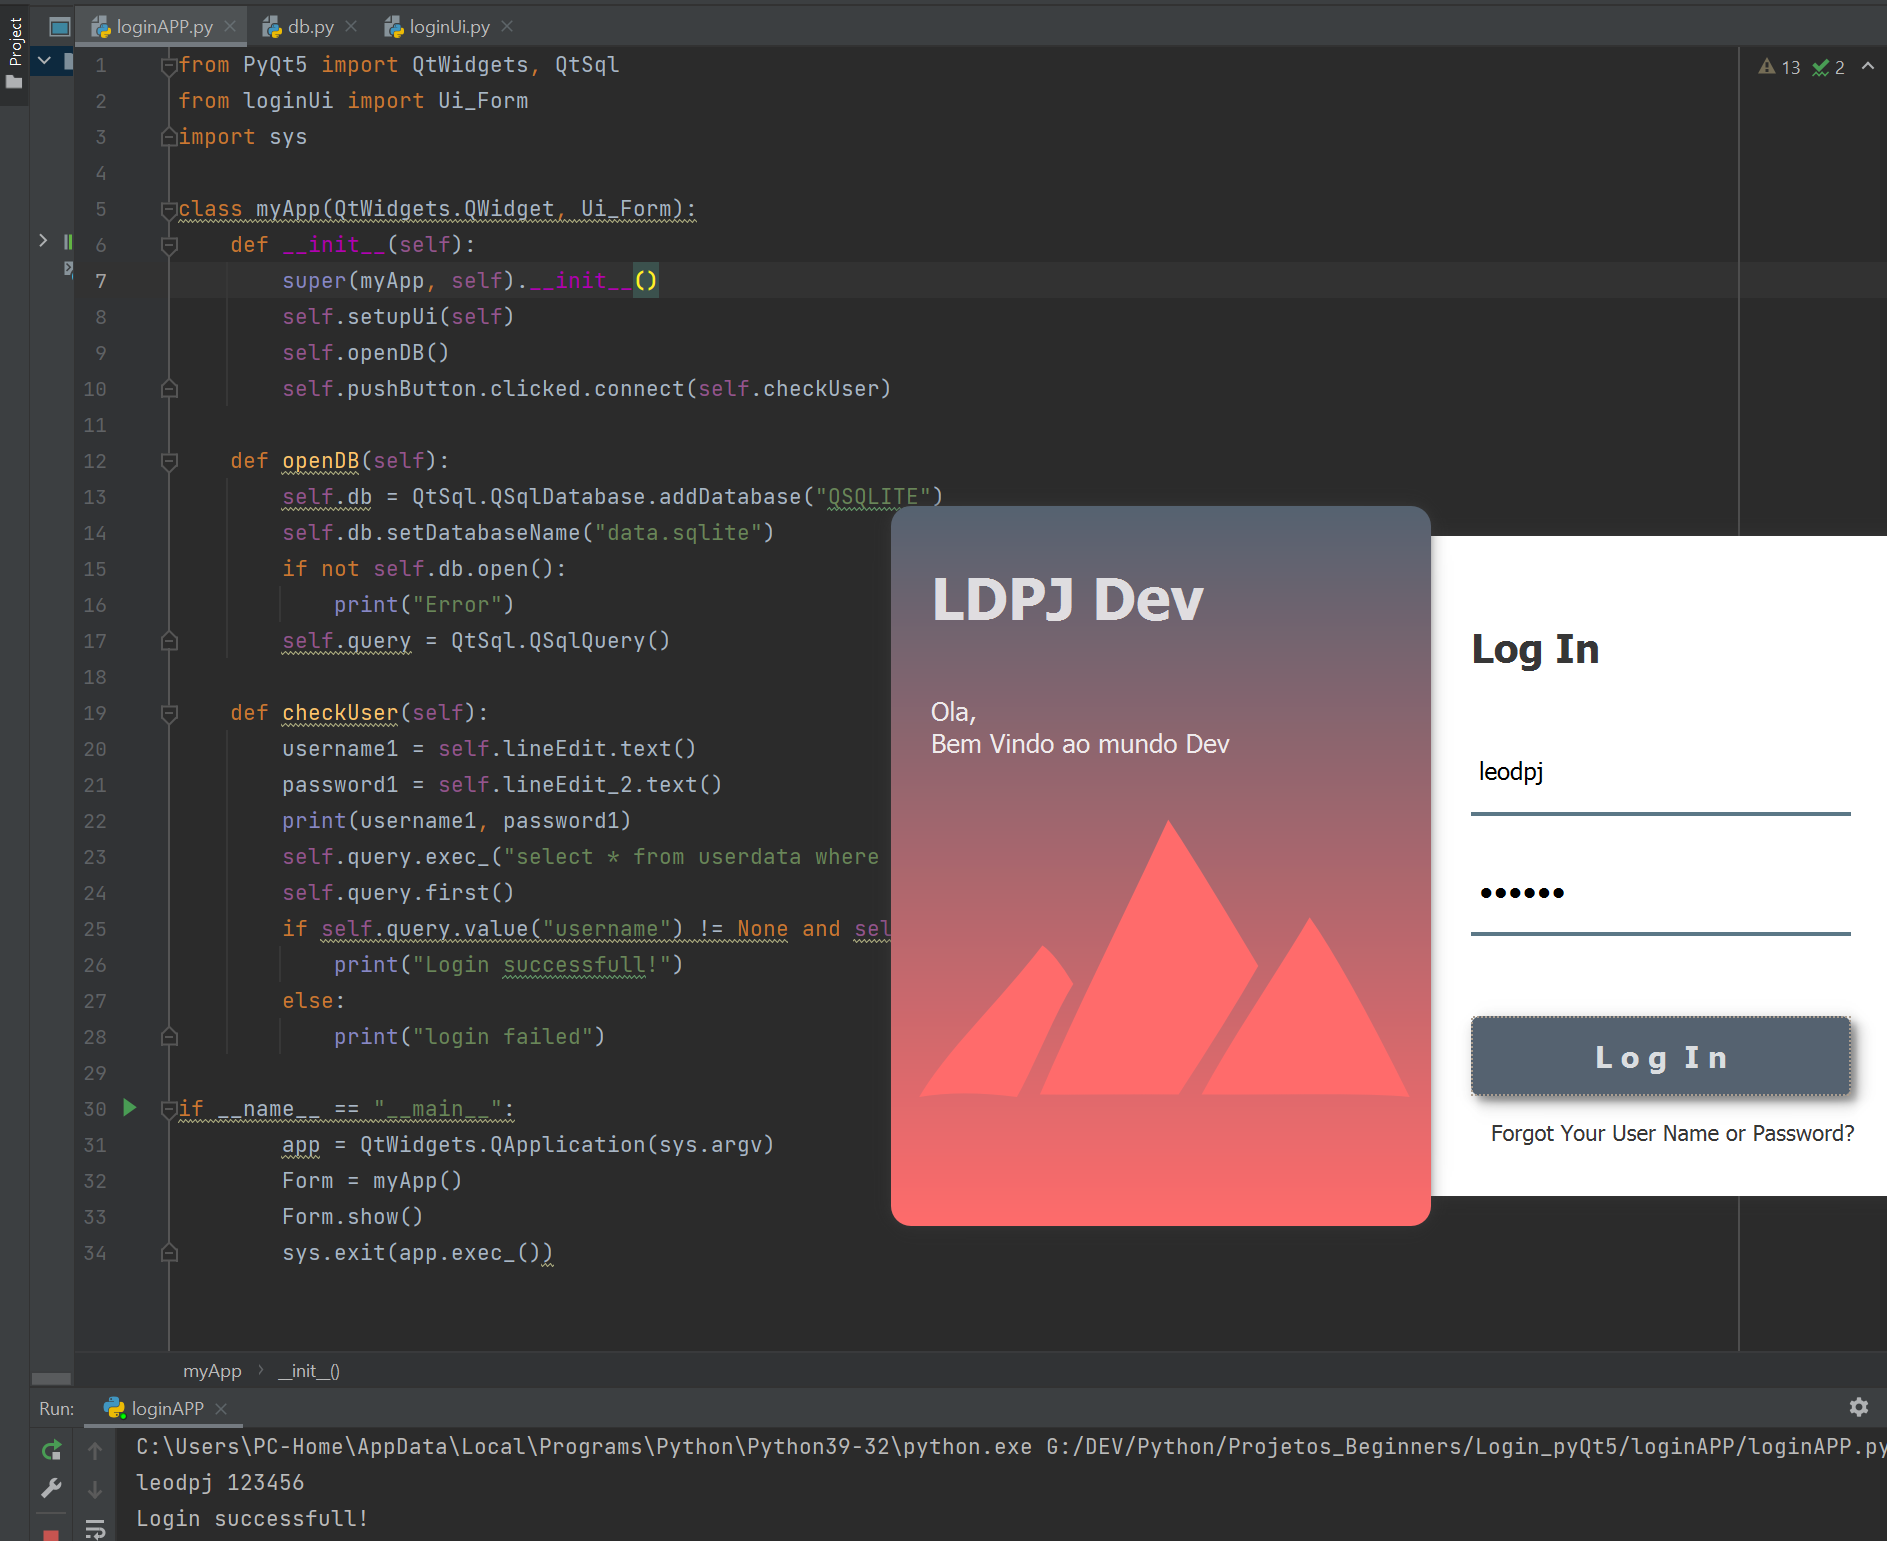 Project
loginAPP.py
db.py
loginUi.py
13
2
1 from PyQt5 import QtWidgets, QtSql
2 from loginUi import Ui_Form
3 import sys
4
5 class myApp(QtWidgets.QWidget, Ui_Form):
6 def __init__(self):
7 super(myApp, self).__init__()
8 self.setupUi(self)
9 self.openDB()
10 self.pushButton.clicked.connect(self.checkUser)
11
12 def openDB(self):
13 self.db = QtSql.QSqlDatabase.addDatabase("QSQLITE")
14 self.db.setDatabaseName("data.sqlite")
15 if not self.db.open():
16 print("Error")
17 self.query = QtSql.QSqlQuery()
18
19 def checkUser(self):
20 username1 = self.lineEdit.text()
21 password1 = self.lineEdit_2.text()
22 print(username1, password1)
23 self.query.exec_("select * from userdata where
24 self.query.first()
25 if self.query.value("username") != None and sel
26 print("Login successfull!")
27 else:
28 print("login failed")
29
30 if __name__ == "__main__":
31 app = QtWidgets.QApplication(sys.argv)
32 Form = myApp()
33 Form.show()
34 sys.exit(app.exec_())
LDPJ Dev
Ola,
Bem Vindo ao mundo Dev
Log In
leodpj
••••••
Log In
Forgot Your User Name or Password?
myApp
__init__()
Run:
loginAPP
C:\Users\PC-Home\AppData\Local\Programs\Python\Python39-32\python.exe G:/DEV/Python/Projetos_Beginners/Login_pyQt5/loginAPP/loginAPP.py
leodpj 123456
Login successfull!